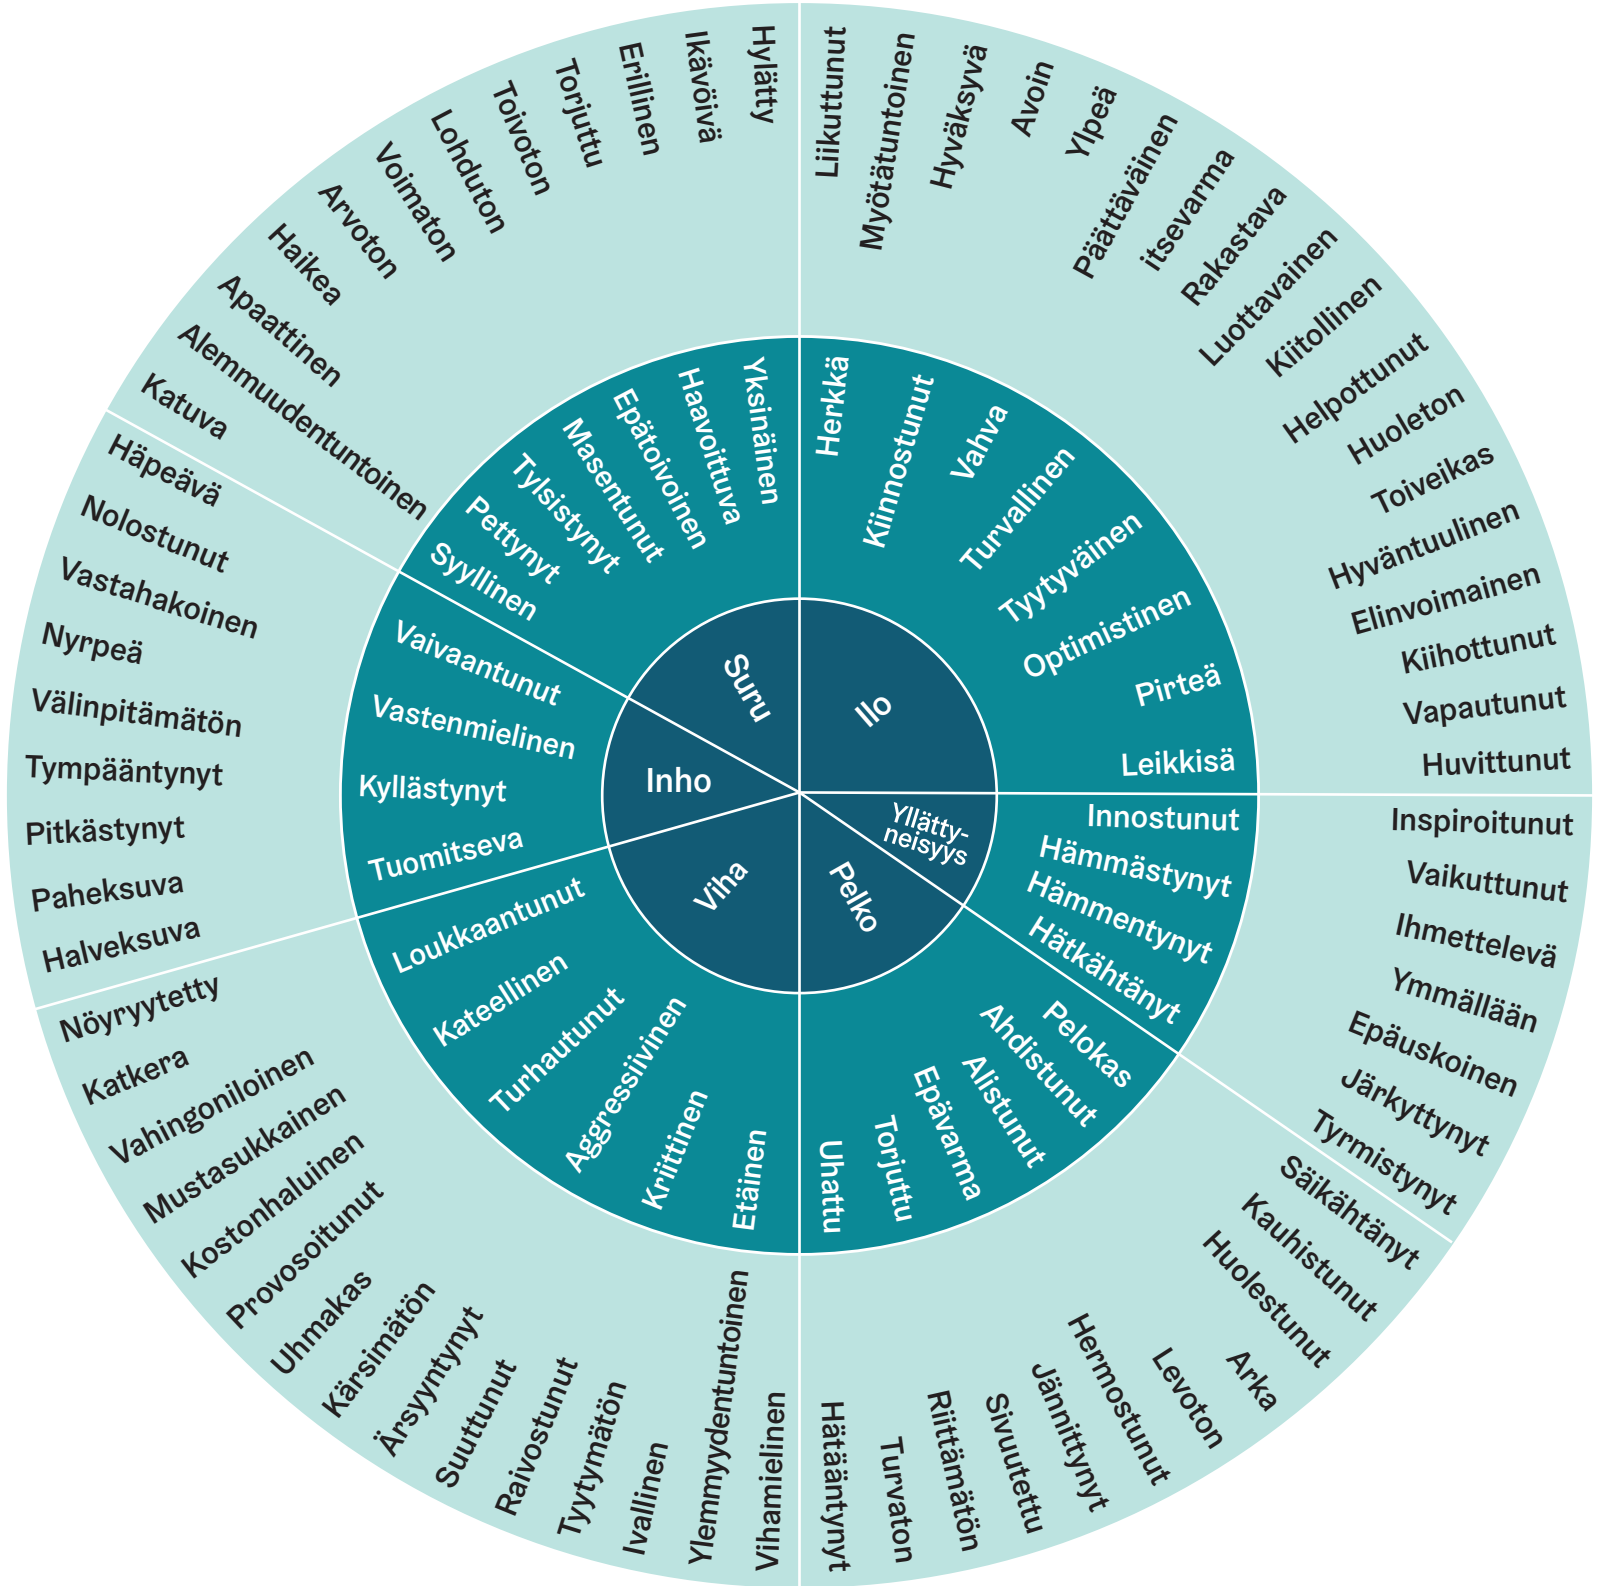 Ilo
Yllätty-
neisyys
Pelko
Viha
Inho
Suru
Herkkä
Kiinnostunut
Vahva
Turvallinen
Tyytyväinen
Optimistinen
Pirteä
Leikkisä
Innostunut
Hämmästynyt
Hämmentynyt
Hätkähtänyt
Pelokas
Ahdistunut
Alistunut
Epävarma
Torjuttu
Uhattu
Etäinen
Kriittinen
Aggressiivinen
Turhautunut
Kateellinen
Loukkaantunut
Tuomitseva
Kyllästynyt
Vastenmielinen
Vaivaantunut
Syyllinen
Pettynyt
Tylsistynyt
Masentunut
Epätoivoinen
Haavoittuva
Yksinäinen
Liikuttunut
Myötätuntoinen
Hyväksyvä
Avoin
Ylpeä
Päättäväinen
itsevarma
Rakastava
Luottavainen
Kiitollinen
Helpottunut
Huoleton
Toiveikas
Hyväntuulinen
Elinvoimainen
Kiihottunut
Vapautunut
Huvittunut
Inspiroitunut
Vaikuttunut
Ihmettelevä
Ymmällään
Epäuskoinen
Järkyttynyt
Tyrmistynyt
Säikähtänyt
Kauhistunut
Huolestunut
Arka
Levoton
Hermostunut
Jännittynyt
Sivuutettu
Riittämätön
Turvaton
Hätääntynyt
Vihamielinen
Ylemmyydentuntoinen
Ivallinen
Tyytymätön
Raivostunut
Suuttunut
Ärsyyntynyt
Kärsimätön
Uhmakas
Provosoitunut
Kostonhaluinen
Mustasukkainen
Vahingoniloinen
Katkera
Nöyryytetty
Halveksuva
Paheksuva
Pitkästynyt
Tympääntynyt
Välinpitämätön
Nyrpeä
Vastahakoinen
Nolostunut
Häpeävä
Katuva
Alemmuudentuntoinen
Apaattinen
Haikea
Arvoton
Voimaton
Lohduton
Toivoton
Torjuttu
Erillinen
Ikävöivä
Hylätty